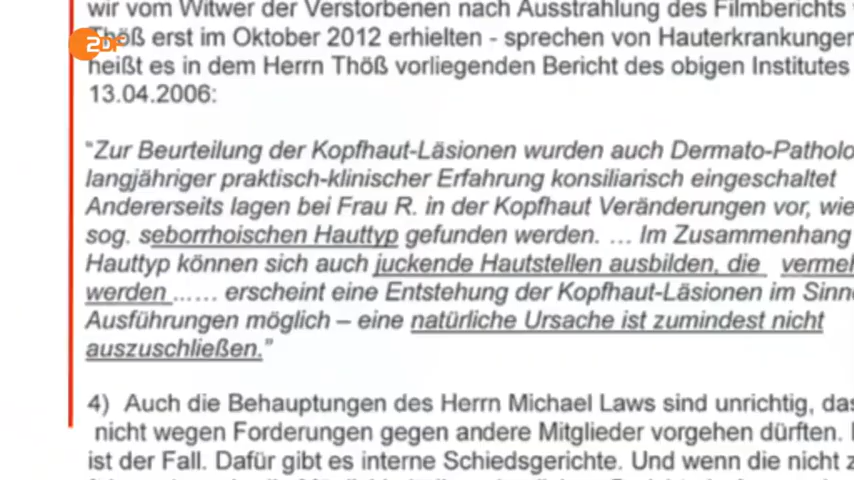 wir vom Witwer der Verstorbenen nach Ausstrahlung des Filmberichts
ZDF
Thöß erst im Oktober 2012 erhielten - sprechen von Hauterkrankungen
heißt es in dem Herrn Thöß vorliegenden Bericht des obigen Institutes
13.04.2006:
"Zur Beurteilung der Kopfhaut-Läsionen wurden auch Dermato-Patholo
langjähriger praktisch-klinischer Erfahrung konsiliarisch eingeschaltet
Andererseits lagen bei Frau R. in der Kopfhaut Veränderungen vor, wie
sog. seborrhoischen Hauttyp gefunden werden. … Im Zusammenhang
Hauttyp können sich auch juckende Hautstellen ausbilden, die vermeh
werden …… erscheint eine Entstehung der Kopfhaut-Läsionen im Sinne
Ausführungen möglich – eine natürliche Ursache ist zumindest nicht
auszuschließen."
4) Auch die Behauptungen des Herrn Michael Laws sind unrichtig, das
nicht wegen Forderungen gegen andere Mitglieder vorgehen dürften.
ist der Fall. Dafür gibt es interne Schiedsgerichte. Und wenn die nicht z